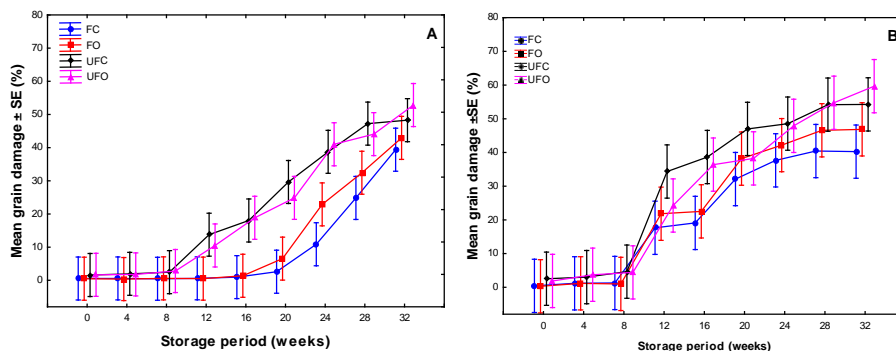 A
FC
FO
UFC
UFO
80
70
60
50
40
30
20
10
0
0 4 8 12 16 20 24 28 32
Mean grain damage ± SE (%)
Storage period (weeks)
B
FC
FO
UFC
UFO
80
70
60
50
40
30
20
10
0
0 4 8 12 16 20 24 28 32
Mean grain damage ±SE (%)
Storage period (weeks)